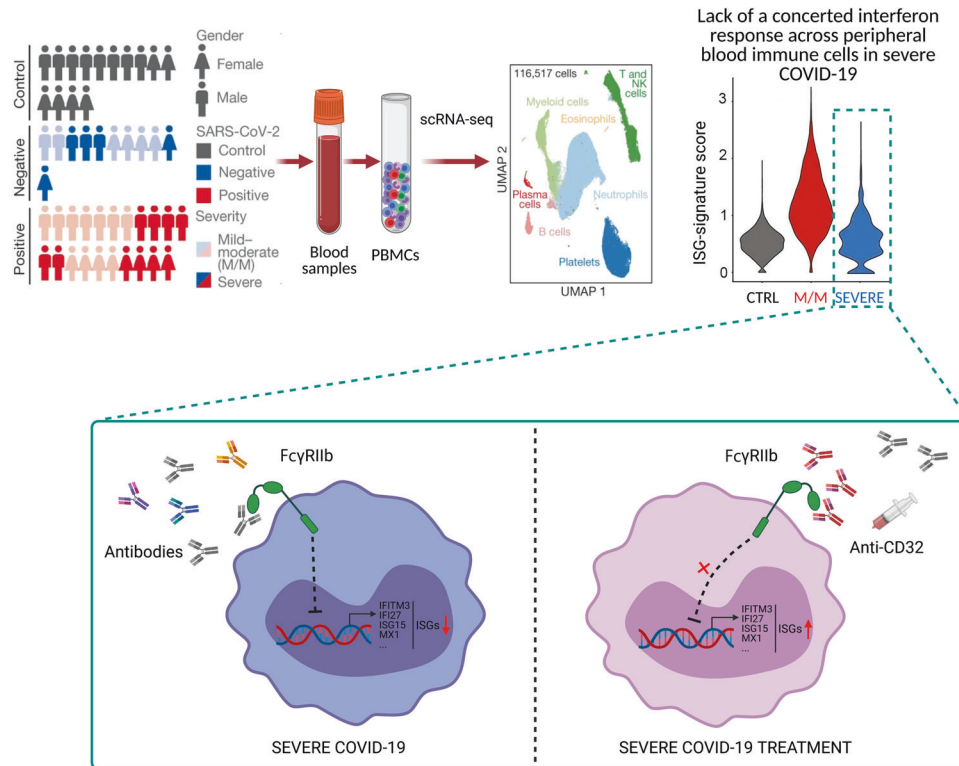 Lack of a concerted interferon
response across peripheral
blood immune cells in severe
COVID-19
Control
Negative
Positive
Gender
Female
Male
SARS-CoV-2
Control
Negative
Positive
Severity
Mild–
moderate
(M/M)
Severe
Blood
samples
PBMCs
scRNA-seq
116,517 cells
T and
NK cells
Myeloid cells
Eosinophils
Neutrophils
Plasma
cells
B cells
Platelets
UMAP 2
UMAP 1
ISG-signature score
3
2
1
0
CTRL
M/M
SEVERE
FcγRIIb
Antibodies
IFITM3
IFI27
ISG15
MX1
...
ISGs
SEVERE COVID-19
FcγRIIb
Anti-CD32
IFITM3
IFI27
ISG15
MX1
...
ISGs
SEVERE COVID-19 TREATMENT